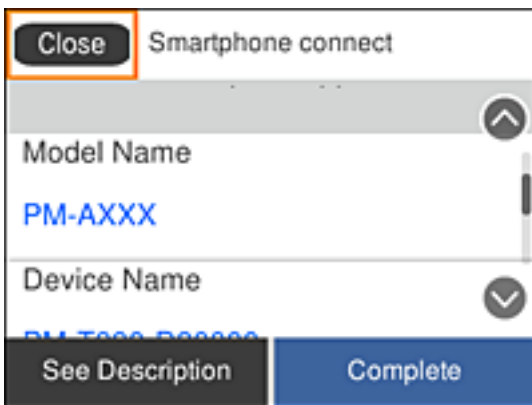 Close Smartphone connect
Model Name
PM-AXXX
Device Name
See Description Complete